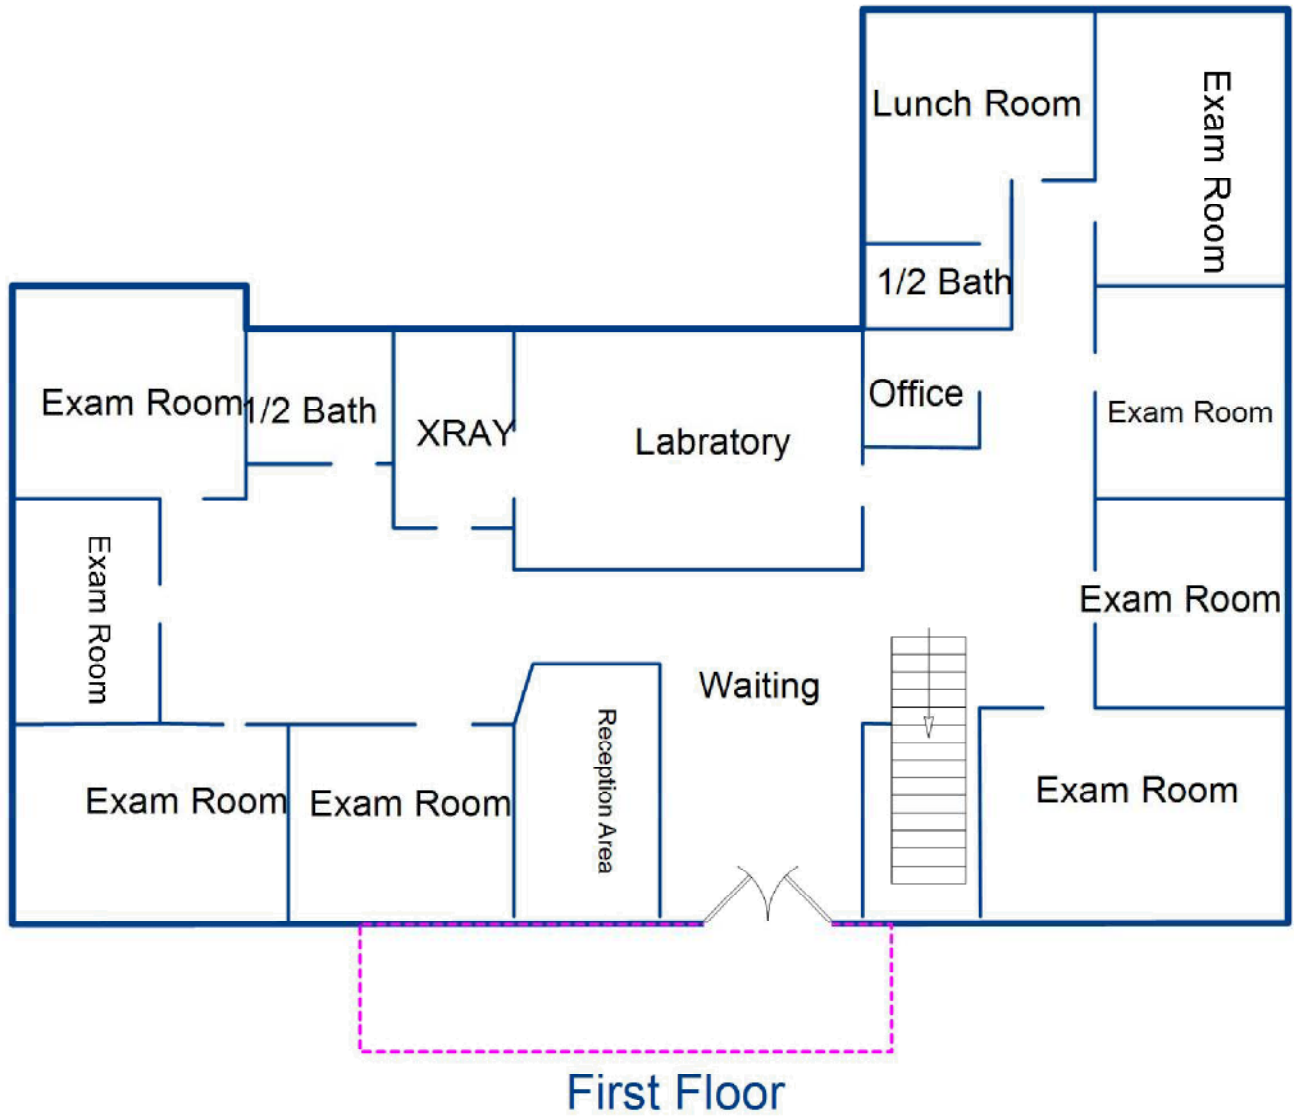 Lunch Room
Exam Room
1/2 Bath
Exam Room
1/2 Bath
XRAY
Labratory
Office
Exam Room
Exam Room
Exam Room
Waiting
Reception Area
Exam Room
Exam Room
Exam Room
First Floor